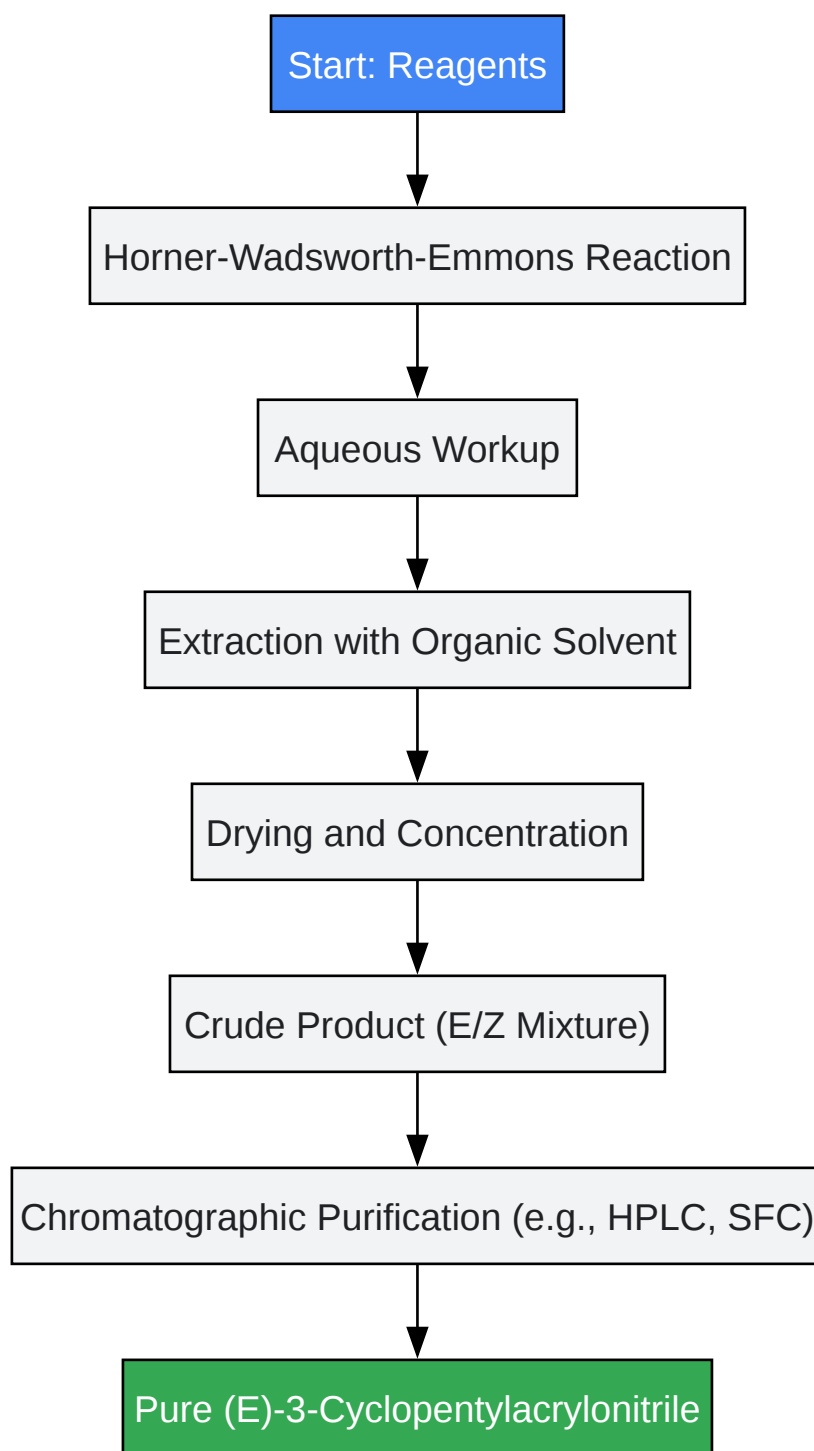 Start: Reagents
Horner-Wadsworth-Emmons Reaction
Aqueous Workup
Extraction with Organic Solvent
Drying and Concentration
Crude Product (E/Z Mixture)
Chromatographic Purification (e.g., HPLC, SFC)
Pure (E)-3-Cyclopentylacrylonitrile